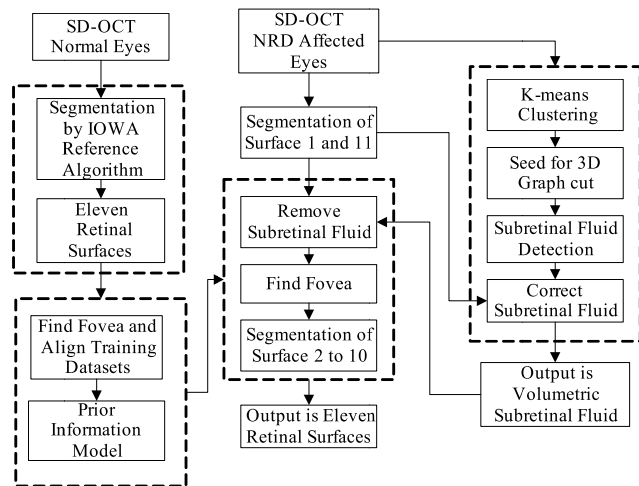 SD-OCT
Normal Eyes
Segmentation
by IOWA
Reference
Algorithm
Eleven
Retinal
Surfaces
Find Fovea and
Align Training
Datasets
Prior
Information
Model
SD-OCT
NRD Affected
Eyes
Segmentation of
Surface 1 and 11
Remove
Subretinal Fluid
Find Fovea
Segmentation of
Surface 2 to 10
Output is Eleven
Retinal Surfaces
K-means
Clustering
Seed for 3D
Graph cut
Subretinal Fluid
Detection
Correct
Subretinal Fluid
Output is
Volumetric
Subretinal Fluid